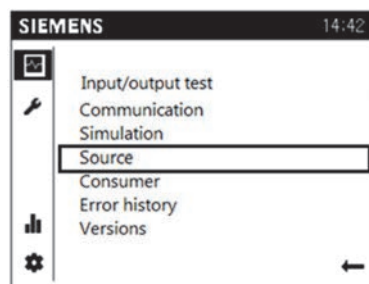 SIEMENS 14:42
Input/output test
Communication
Simulation
Source
Consumer
Error history
Versions